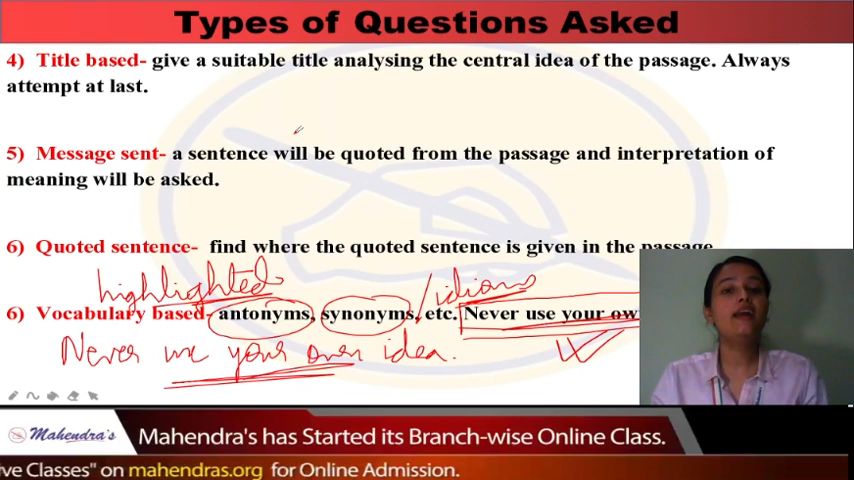 Types of Questions Asked
4) Title based- give a suitable title analysing the central idea of the passage. Always
attempt at last.
5) Message sent- a sentence will be quoted from the passage and interpretation of
meaning will be asked.
6) Quoted sentence- find where the quoted sentence is given in the passage
highlighted / idioms
6) Vocabulary based- antonyms, synonyms, etc. Never use your own
Never use your own idea.
Mahendra's
Mahendra's has Started its Branch-wise Online Class.
ve Classes" on mahendras.org for Online Admission.